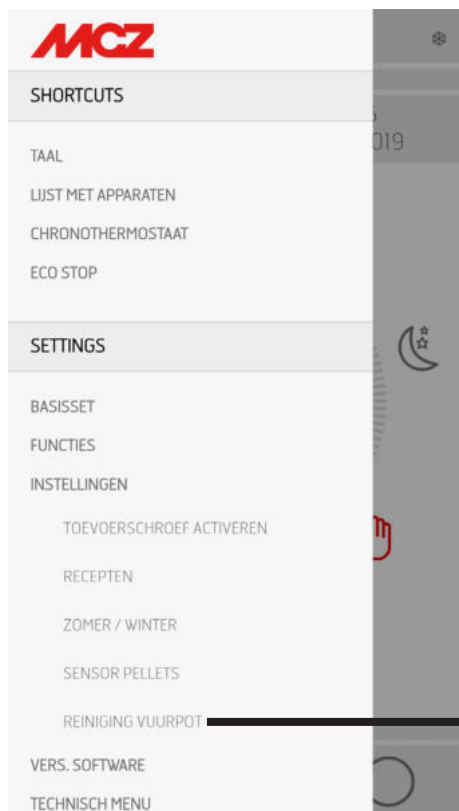 MCZ
SHORTCUTS
019
TAAL
LIJST MET APPARATEN
CHRONOTHERMOSTAAT
ECO STOP
SETTINGS
BASISSET
FUNCTIES
INSTELLINGEN
TOEVOERSCHROEF ACTIVEREN
RECEPTEN
ZOMER / WINTER
SENSOR PELLETS
REINIGING VUURPOT
VERS. SOFTWARE
TECHNISCH MENU